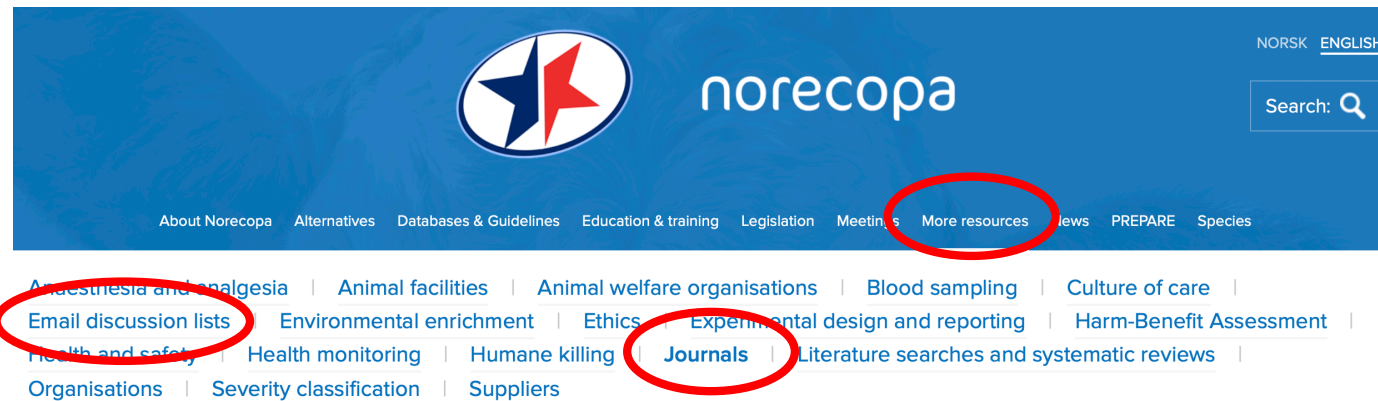 NORSK ENGLISH
norecopa
Search:
About Norecopa Alternatives Databases & Guidelines Education & training Legislation Meetings More resources News PREPARE Species
Anaesthesia and analgesia | Animal facilities | Animal welfare organisations | Blood sampling | Culture of care |
Email discussion lists | Environmental enrichment | Ethics | Experimental design and reporting | Harm-Benefit Assessment |
Health and safety | Health monitoring | Humane killing | Journals | Literature searches and systematic reviews |
Organisations | Severity classification | Suppliers